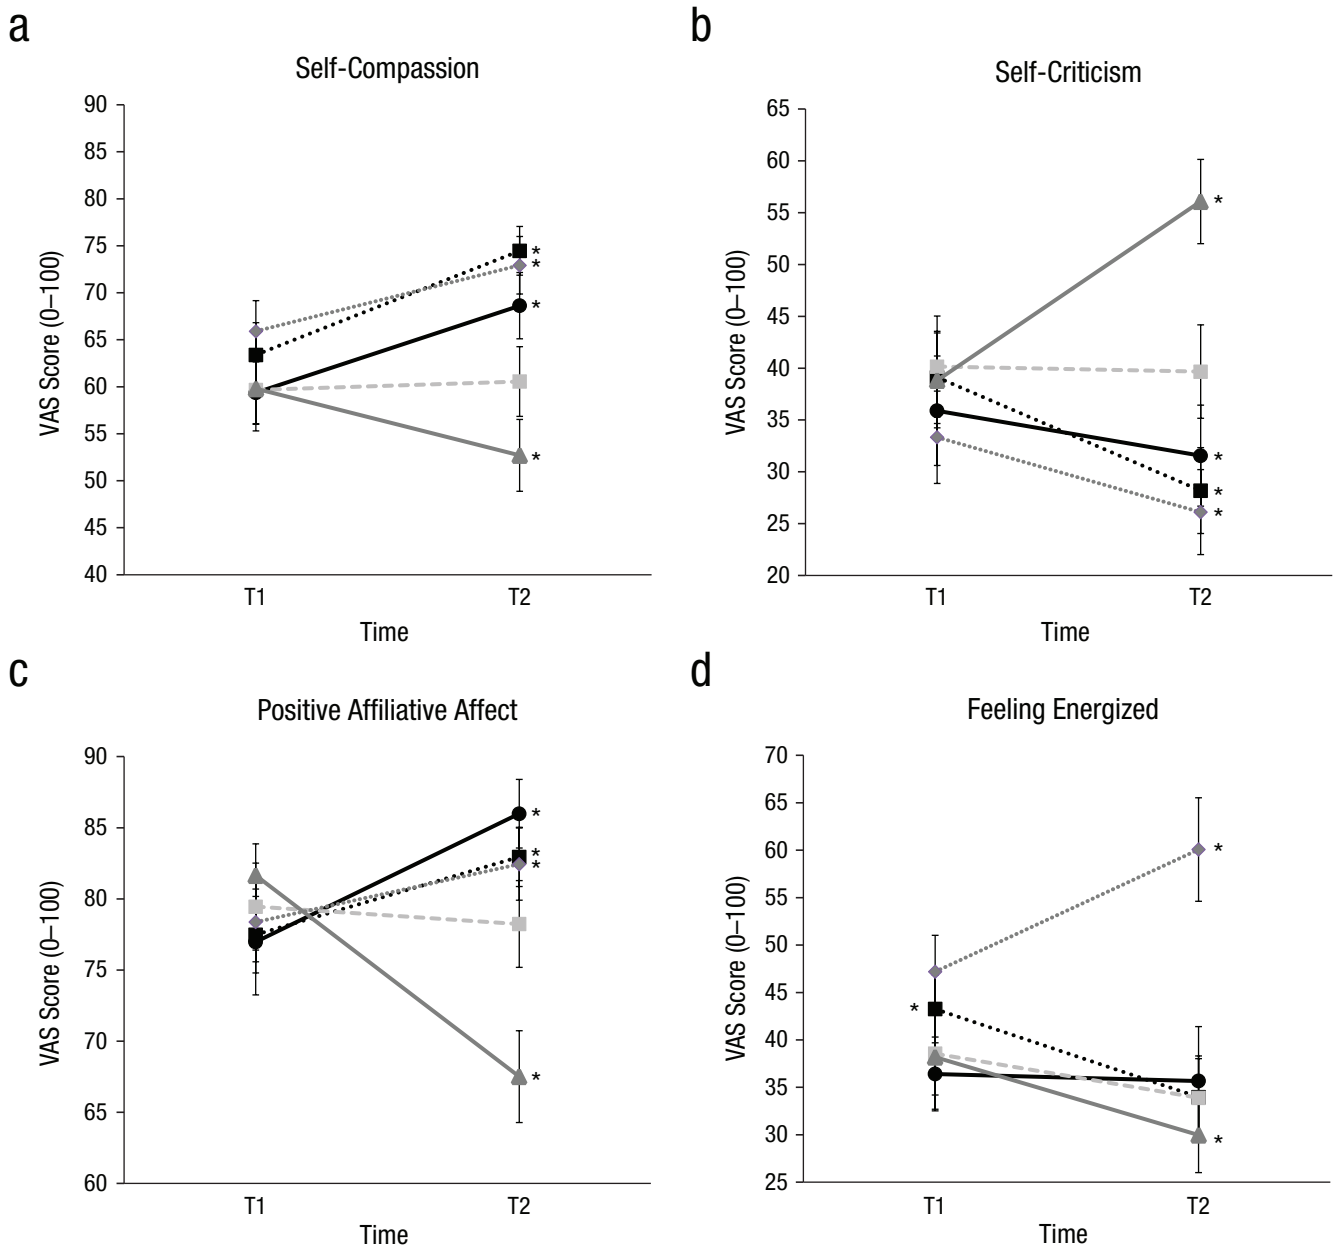 a
Self-Compassion
VAS Score (0–100)
90
85
80
75
70
65
60
55
50
45
40
*
*
*
*
T1
T2
Time
b
Self-Criticism
VAS Score (0–100)
65
60
55
50
45
40
35
30
25
20
*
*
*
*
T1
T2
Time
c
Positive Affiliative Affect
VAS Score (0–100)
90
85
80
75
70
65
60
*
*
*
*
T1
T2
Time
d
Feeling Energized
VAS Score (0–100)
70
65
60
55
50
45
40
35
30
25
*
*
*
T1
T2
Time